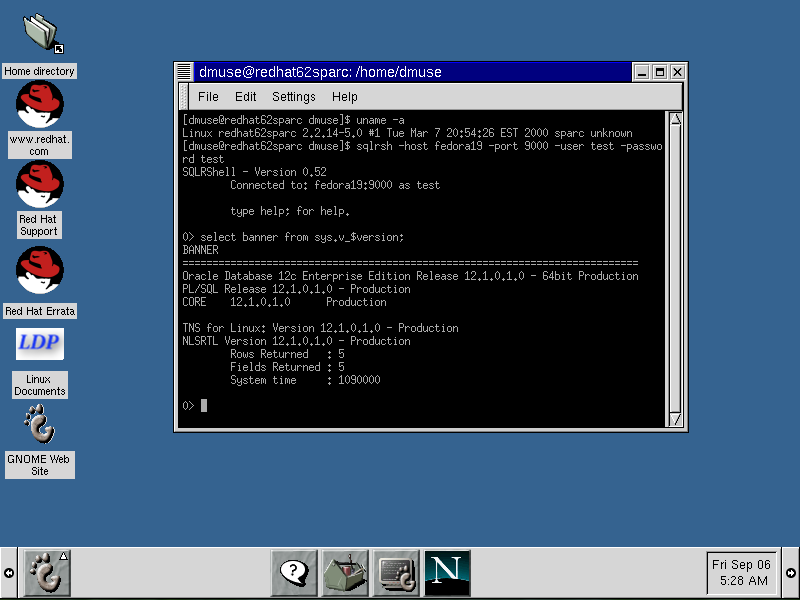 Home directory
www.redhat.
com
Red Hat
Support
Red Hat Errata
LDP
Linux
Documents
GNOME Web
Site
dmuse@redhat62sparc: /home/dmuse
File Edit Settings Help
[dmuse@redhat62sparc dmuse]$ uname -a
Linux redhat62sparc 2.2.14-5.0 #1 Tue Mar 7 20:54:26 EST 2000 sparc unknown
[dmuse@redhat62sparc dmuse]$ sqlrsh -host fedora19 -port 9000 -user test -passwo
rd test
SQLRShell - Version 0.52
Connected to: fedora19:9000 as test
type help; for help.
0> select banner from sys.v_$version;
BANNER
============================================================================
Oracle Database 12c Enterprise Edition Release 12.1.0.1.0 - 64bit Production
PL/SQL Release 12.1.0.1.0 - Production
CORE 12.1.0.1.0 Production
TNS for Linux: Version 12.1.0.1.0 - Production
NLSRTL Version 12.1.0.1.0 - Production
Rows Returned : 5
Fields Returned : 5
System time : 1090000
0>
?
N
Fri Sep 06
5:28 AM